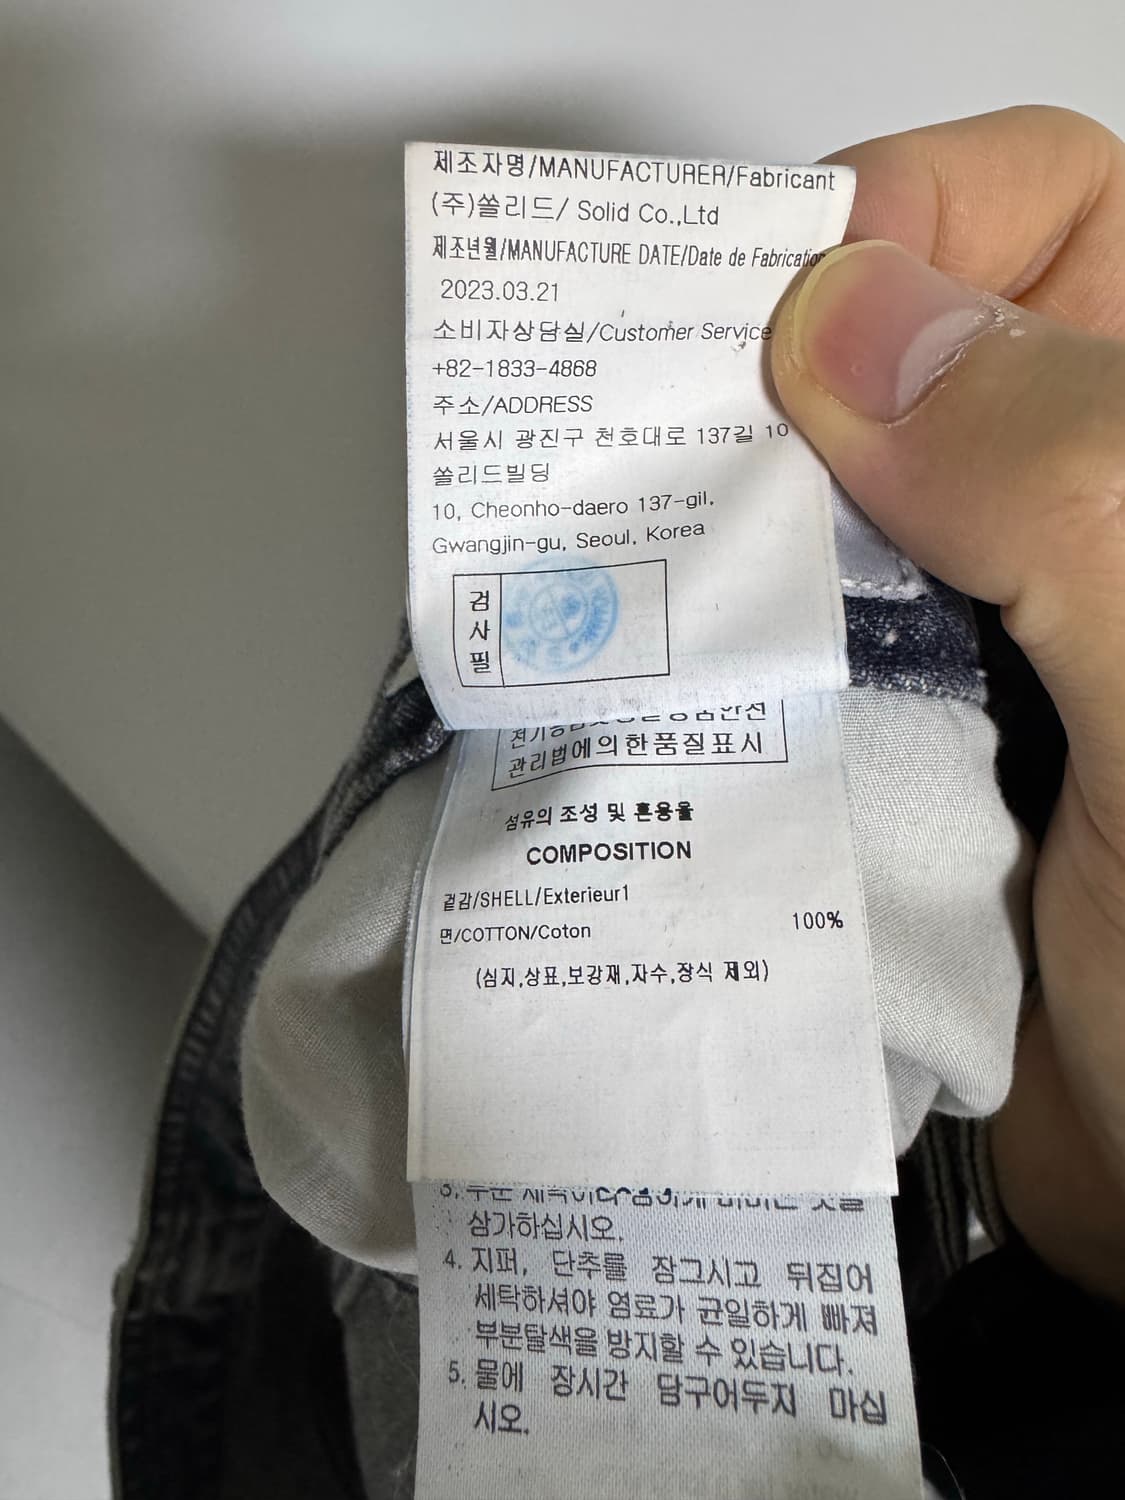 제조자명/MANUFACTURER/Fabricant
(주)쏠리드/ Solid Co.,Ltd
제조년월/MANUFACTURE DATE/Date de Fabrication
2023.03.21
소비자상담실/Customer Service
+82-1833-4868
주소/ADDRESS
서울시 광진구 천호대로 137길 10
쏠리드빌딩
10, Cheonho-daero 137-gil,
Gwangjin-gu, Seoul, Korea
검
사
필
관리법에의한품질표시
섬유의 조성 및 혼용율
COMPOSITION
겉감/SHELL/Exterieur1
면/COTTON/Coton 100%
(심지,상표,보강재,자수,장식 제외)
삼가하십시오.
4. 지퍼, 단추를 잠그시고 뒤집어
세탁하셔야 염료가 균일하게 빠져
부분탈색을 방지할 수 있습니다.
5. 물에 장시간 담구어두지 마십
시오.